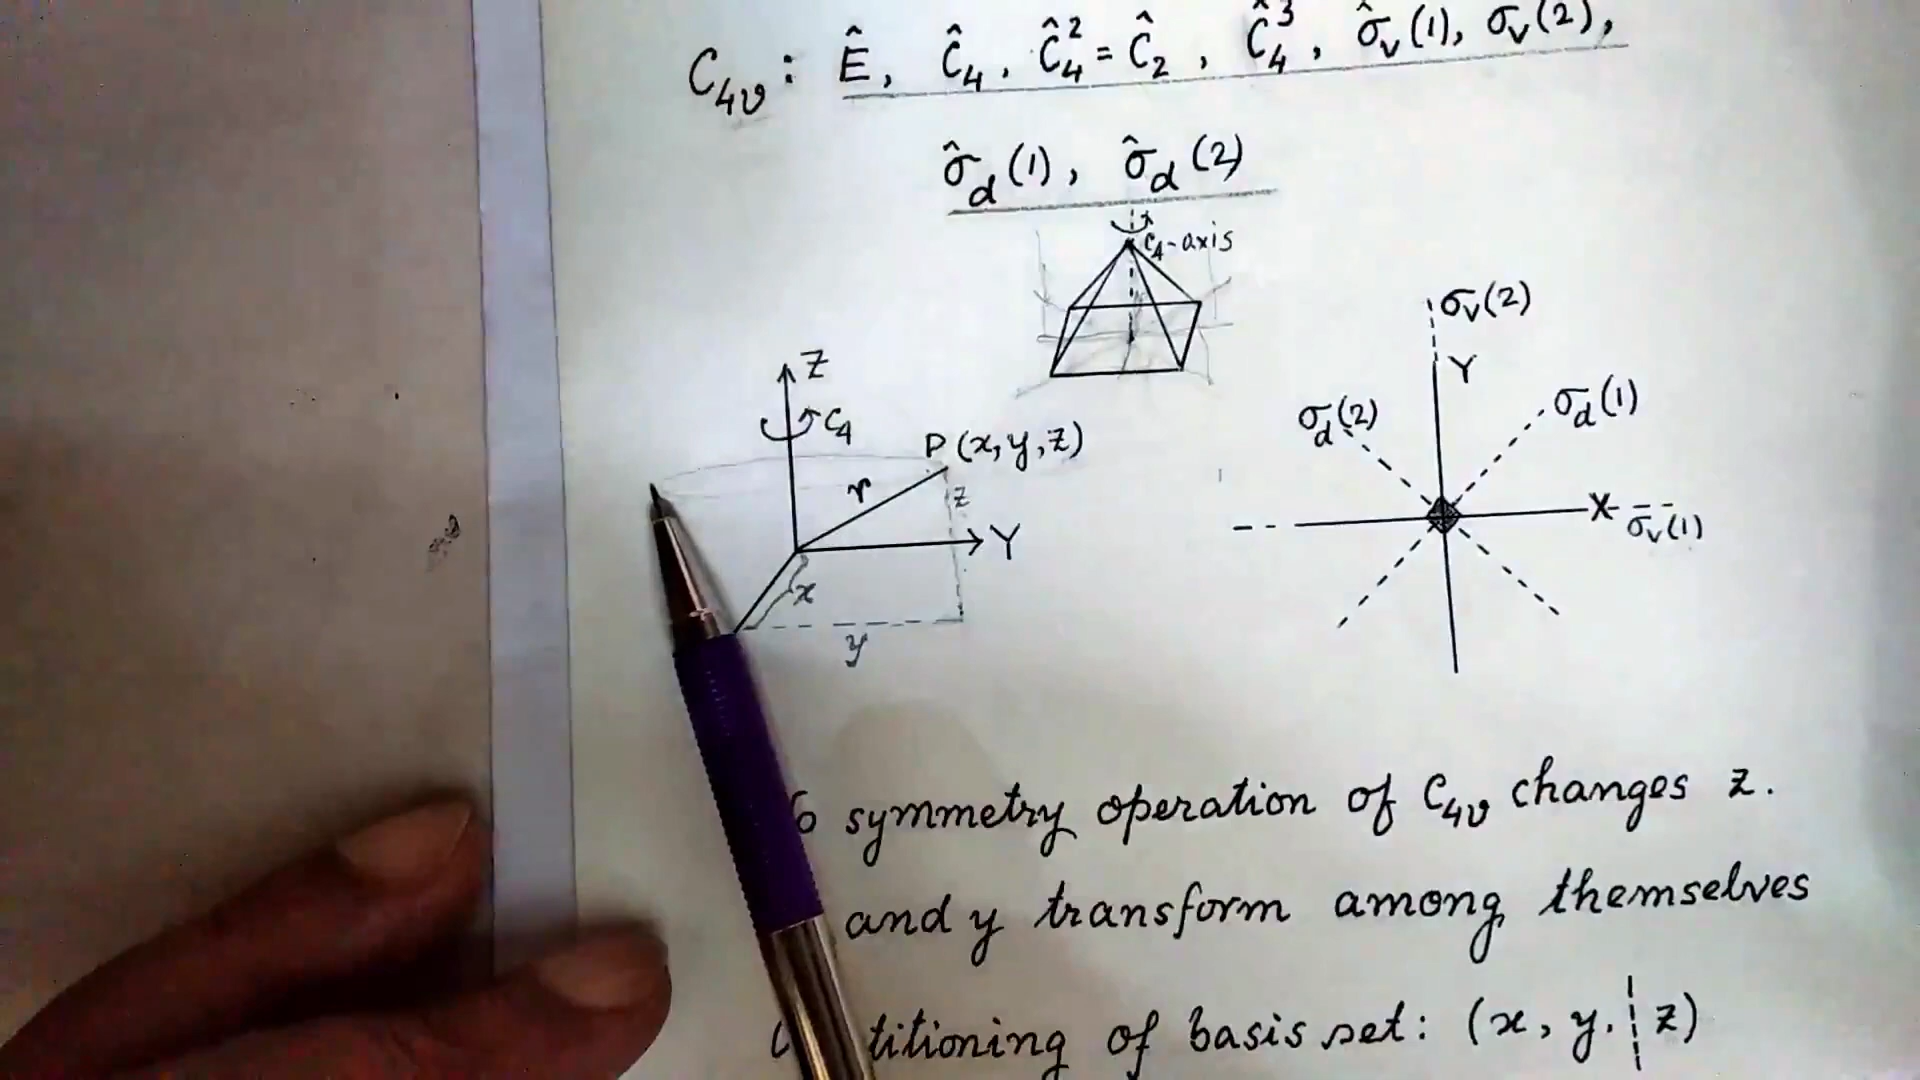 C₄ᵥ : Ê, Ĉ₄, Ĉ₄² = Ĉ₂, Ĉ₄³, σ̂ᵥ(1), σᵥ(2),
σ̂d(1), σ̂d(2)
C₄-axis
σᵥ(2)
Z
Y
C₄
P(x, y, z)
σd(2)
σd(1)
r
z
X
σᵥ(1)
Y
x
y
symmetry operation of C₄ᵥ changes z.
and y transform among themselves
of basis set: (x, y, ¦ z)